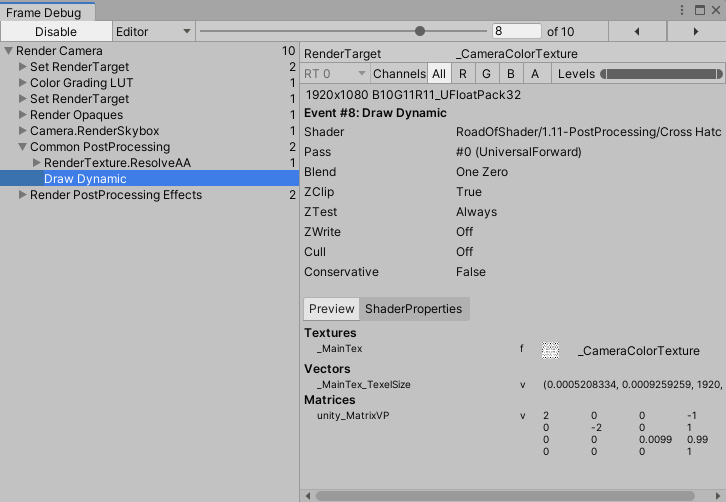 Frame Debug
Disable Editor 8 of 10
Render Camera 10
Set RenderTarget 2
Color Grading LUT 1
Set RenderTarget 1
Render Opaques 1
Camera.RenderSkybox 1
Common PostProcessing 2
RenderTexture.ResolveAA 1
Draw Dynamic
Render PostProcessing Effects 2
RenderTarget _CameraColorTexture
RT 0 Channels All R G B A Levels
1920x1080 B10G11R11_UFloatPack32
Event #8: Draw Dynamic
Shader RoadOfShader/1.11-PostProcessing/Cross Hatc
Pass #0 (UniversalForward)
Blend One Zero
ZClip True
ZTest Always
ZWrite Off
Cull Off
Conservative False
Preview ShaderProperties
Textures
_MainTex f _CameraColorTexture
Vectors
_MainTex_TexelSize v (0.0005208334, 0.0009259259, 1920,
Matrices
unity_MatrixVP v 2 0 0 -1
0 -2 0 1
0 0 0.0099 0.99
0 0 0 1